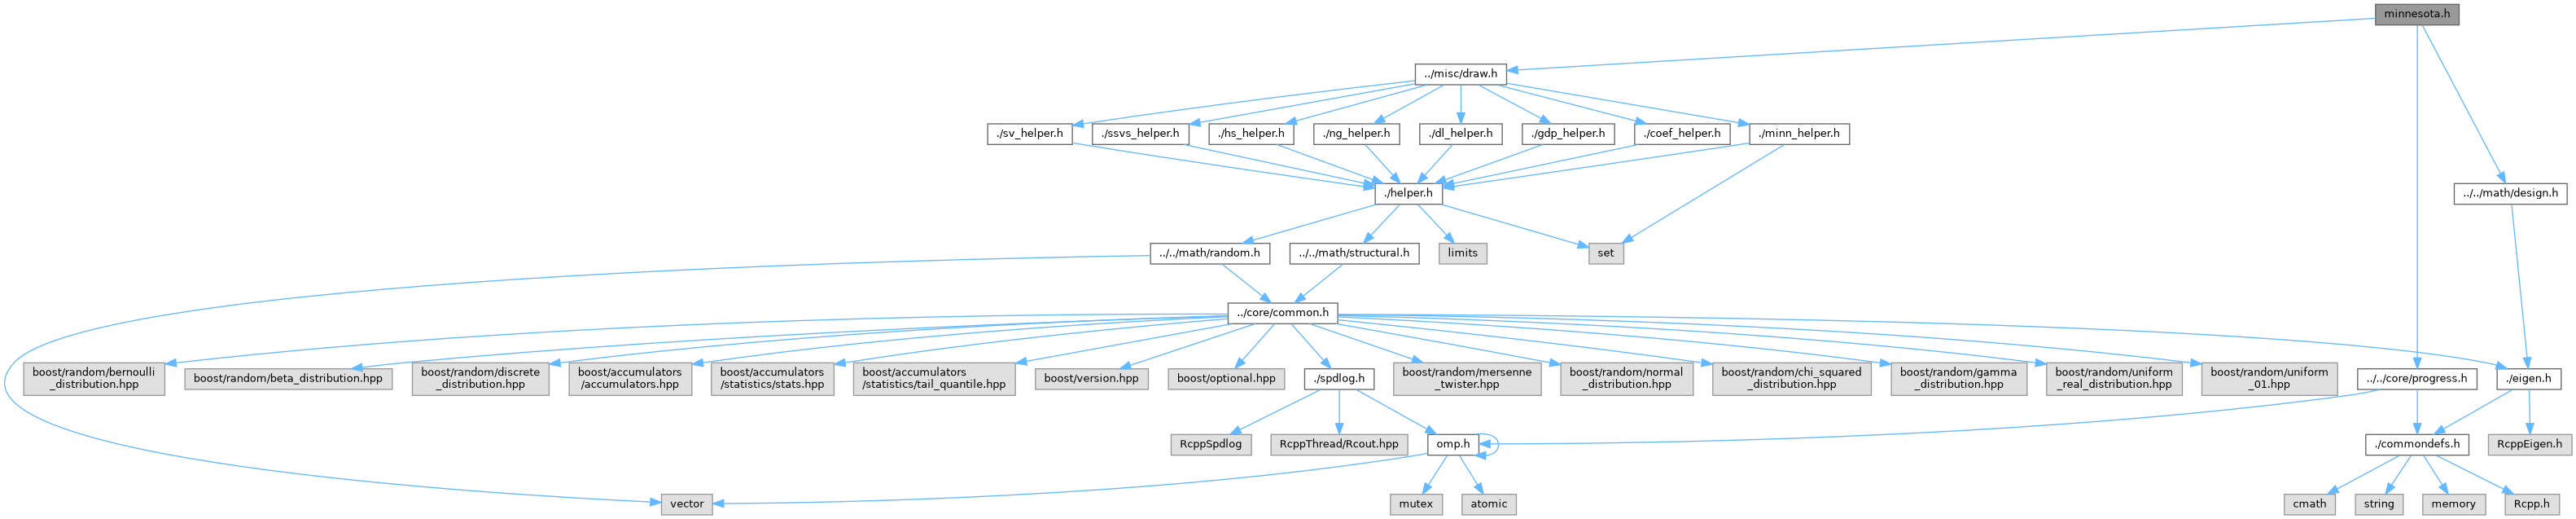 minnesota.h
../misc/draw.h
./sv_helper.h
./ssvs_helper.h
./hs_helper.h
./ng_helper.h
./dl_helper.h
./gdp_helper.h
./coef_helper.h
./minn_helper.h
./helper.h
../../math/design.h
../../math/random.h
../../math/structural.h
limits
set
../core/common.h
boost/random/bernoulli
_distribution.hpp
boost/random/beta_distribution.hpp
boost/random/discrete
_distribution.hpp
boost/accumulators
/accumulators.hpp
boost/accumulators
/statistics/stats.hpp
boost/accumulators
/statistics/tail_quantile.hpp
boost/version.hpp
boost/optional.hpp
./spdlog.h
boost/random/mersenne
_twister.hpp
boost/random/normal
_distribution.hpp
boost/random/chi_squared
_distribution.hpp
boost/random/gamma
_distribution.hpp
boost/random/uniform
_real_distribution.hpp
boost/random/uniform
_01.hpp
../../core/progress.h
./eigen.h
RcppSpdlog
RcppThread/Rcout.hpp
omp.h
./commondefs.h
RcppEigen.h
vector
mutex
atomic
cmath
string
memory
Rcpp.h